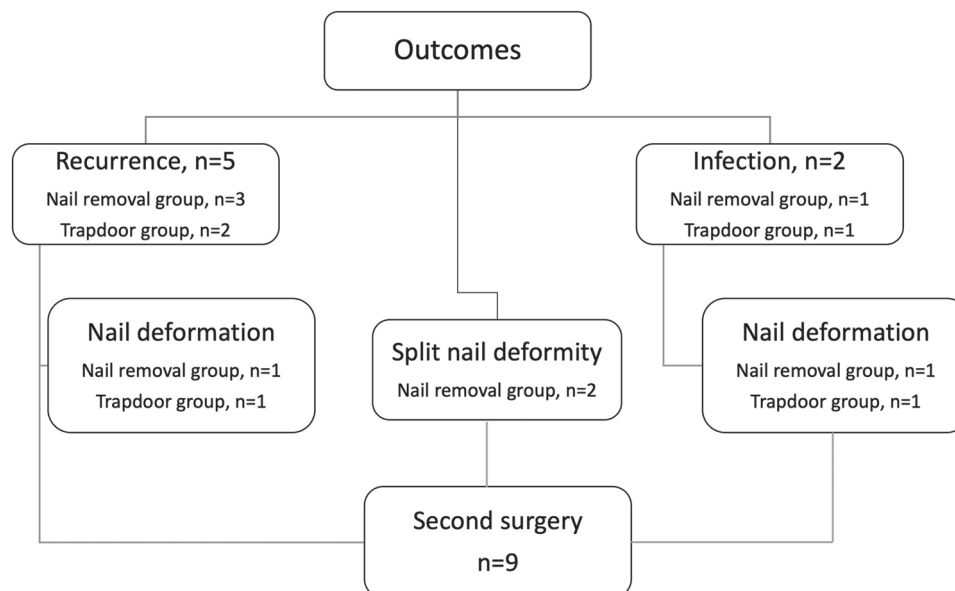 Outcomes
Recurrence, n=5
Nail removal group, n=3
Trapdoor group, n=2
Infection, n=2
Nail removal group, n=1
Trapdoor group, n=1
Nail deformation
Nail removal group, n=1
Trapdoor group, n=1
Split nail deformity
Nail removal group, n=2
Nail deformation
Nail removal group, n=1
Trapdoor group, n=1
Second surgery
n=9